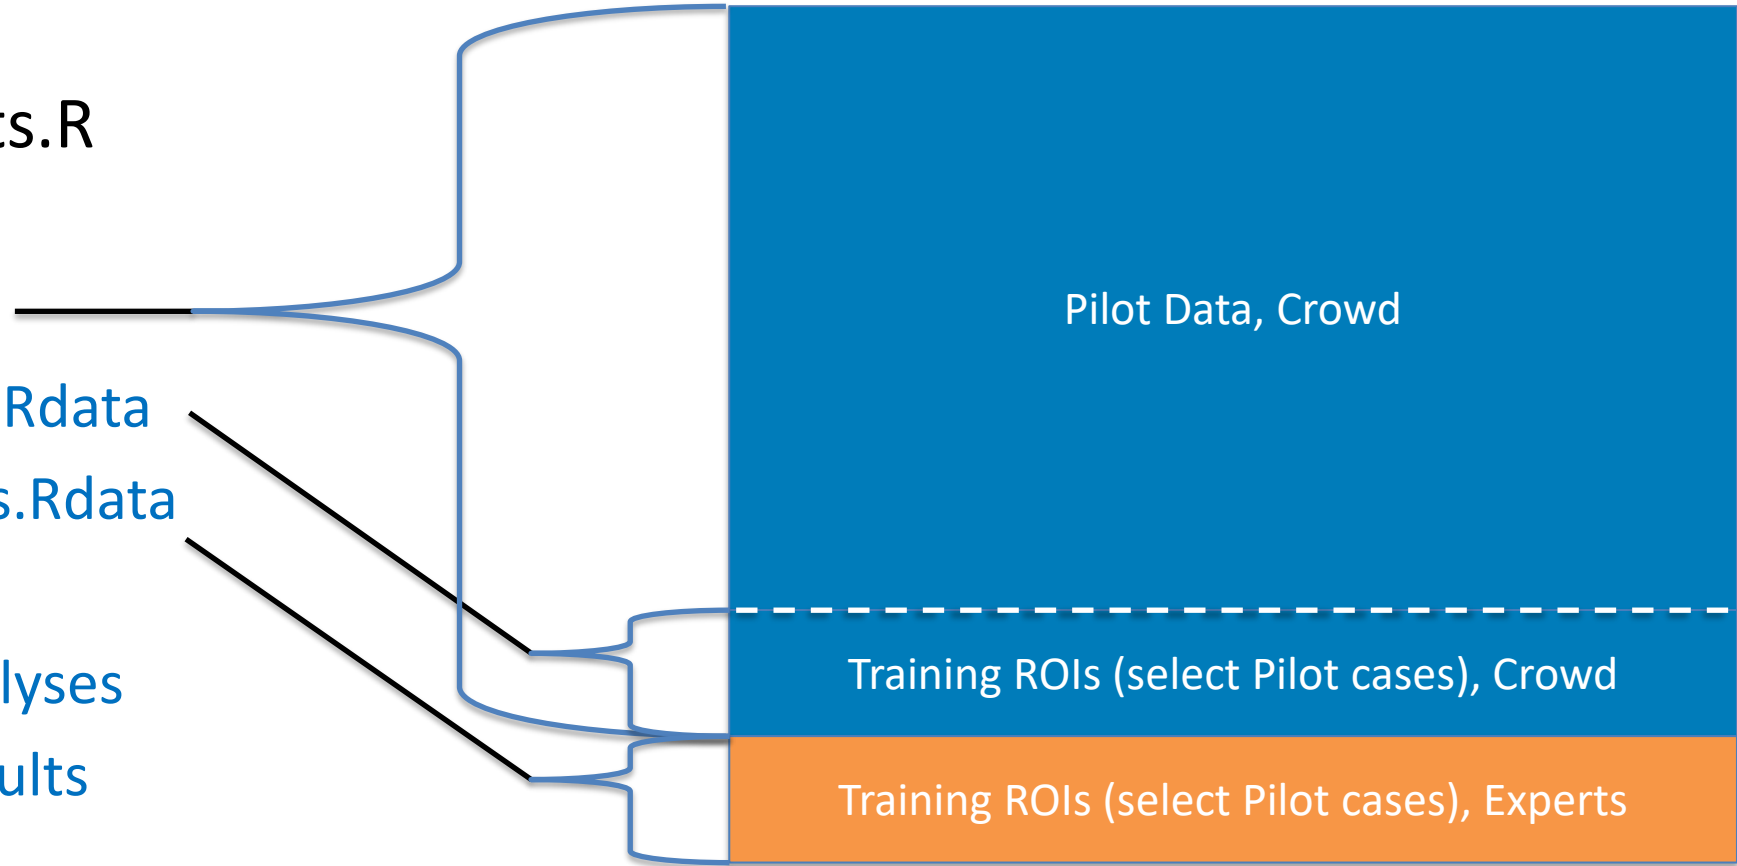 ts.R
Pilot Data, Crowd
Rdata
s.Rdata
Training ROIs (select Pilot cases), Crowd
lyses
ults
Training ROIs (select Pilot cases), Experts